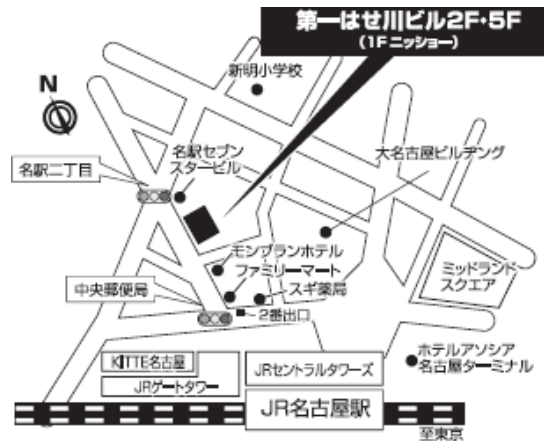 第一はせ川ビル2F・5F
(1Fニッショー)
新明小学校
N
名駅セブン
スタービル
大名古屋ビルヂング
名駅二丁目
モンブランホテル
ファミリーマート
スギ薬局
ミッドランド
スクエア
中央郵便局
2番出口
KITTE名古屋
JRゲートタワー
JRセントラルタワーズ
ホテルアソシア
名古屋ターミナル
JR名古屋駅
至東京